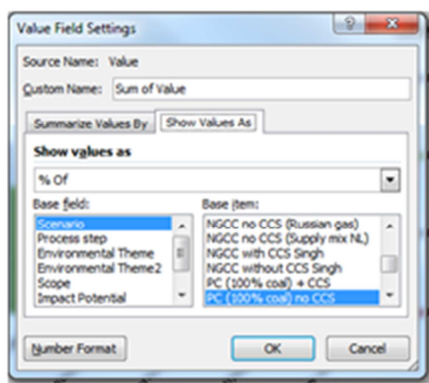 Value Field Settings
Source Name: Value
Custom Name: Sum of Value
Summarize Values By Show Values As
Show values as
% Of
Base field: Base item:
Scenario NGCC no CCS (Russian gas)
Process step NGCC no CCS (Supply mix NL)
Environmental Theme NGCC with CCS Singh
Environmental Theme2 NGCC without CCS Singh
Scope PC (100% coal) + CCS
Impact Potential PC (100% coal) no CCS
Number Format OK Cancel